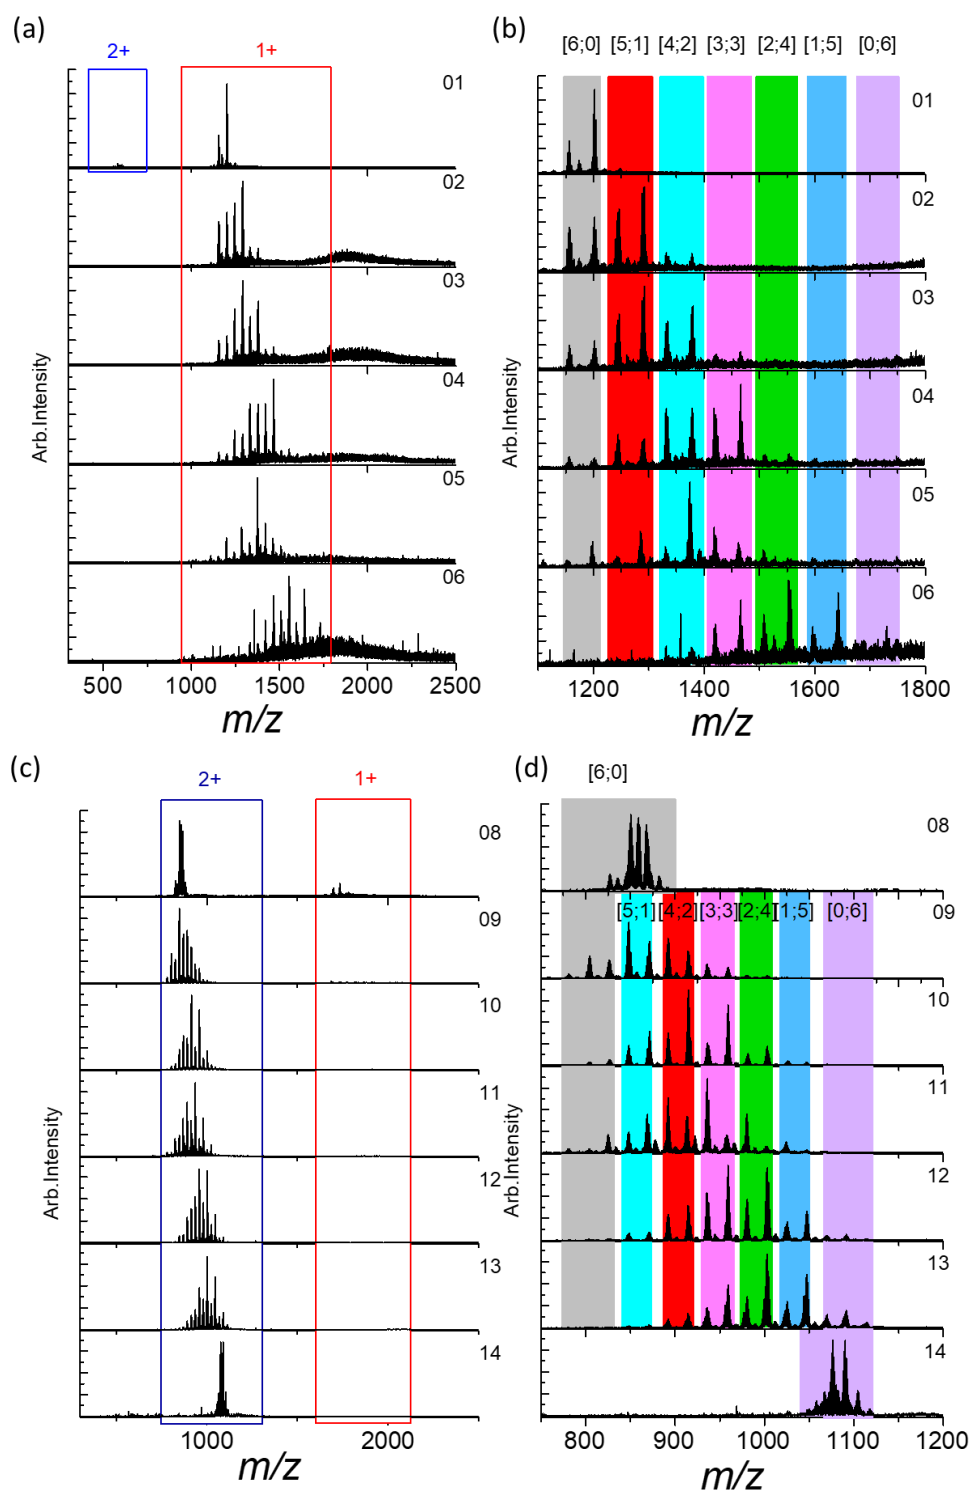 (a)
2+
1+
01
02
03
04
05
06
Arb.Intensity
500 1000 1500 2000 2500
m/z
(b)
[6;0] [5;1] [4;2] [3;3] [2;4] [1;5] [0;6]
01
02
03
04
05
06
Arb.Intensity
1200 1400 1600 1800
m/z
(c)
2+
1+
08
09
10
11
12
13
14
Arb.Intensity
1000 2000
m/z
(d)
[6;0]
08
[5;1] [4;2] [3;3] [2;4] [1;5] [0;6] 09
10
11
12
13
14
Arb.Intensity
800 900 1000 1100 1200
m/z